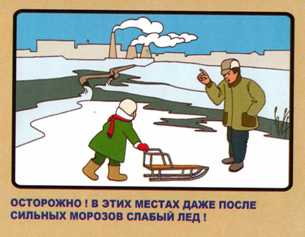 ОСТОРОЖНО ! В ЭТИХ МЕСТАХ ДАЖЕ ПОСЛЕ
СИЛЬНЫХ МОРОЗОВ СЛАБЫЙ ЛЕД !